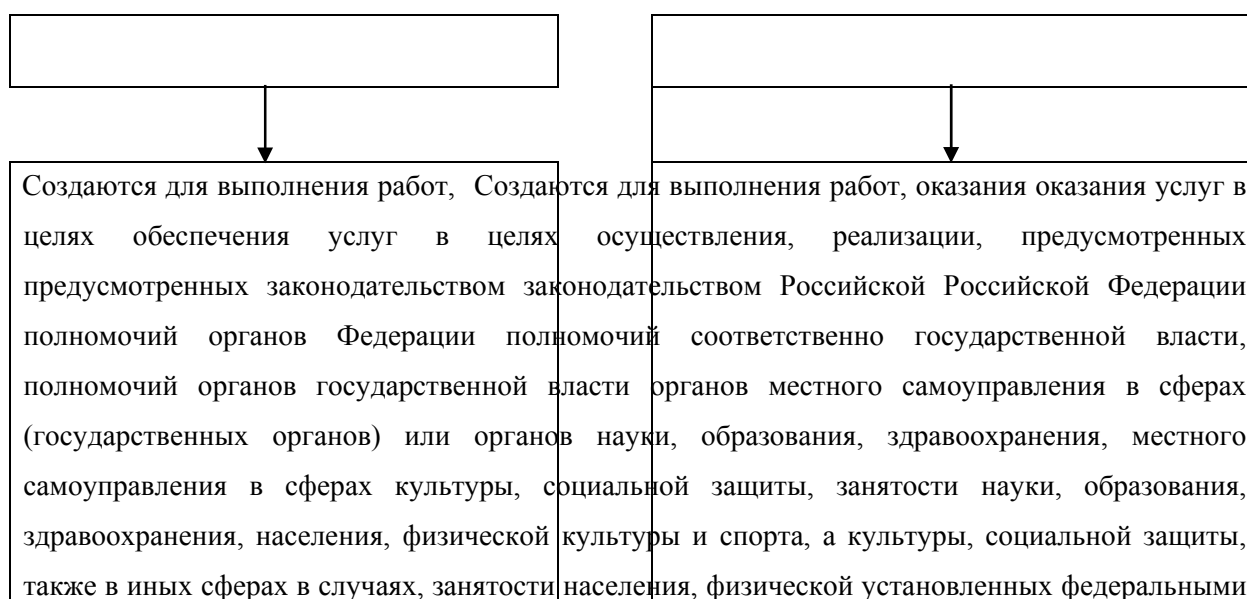 Создаются для выполнения работ, Создаются для выполнения работ, оказания оказания услуг в
целях обеспечения услуг в целях осуществления, реализации, предусмотренных
предусмотренных законодательством законодательством Российской Российской Федерации
полномочий органов Федерации полномочий соответственно государственной власти,
полномочий органов государственной власти органов местного самоуправления в сферах
(государственных органов) или органов науки, образования, здравоохранения, местного
самоуправления в сферах культуры, социальной защиты, занятости науки, образования,
здравоохранения, населения, физической культуры и спорта, а культуры, социальной защиты,
также в иных сферах в случаях, занятости населения, физической установленных федеральными